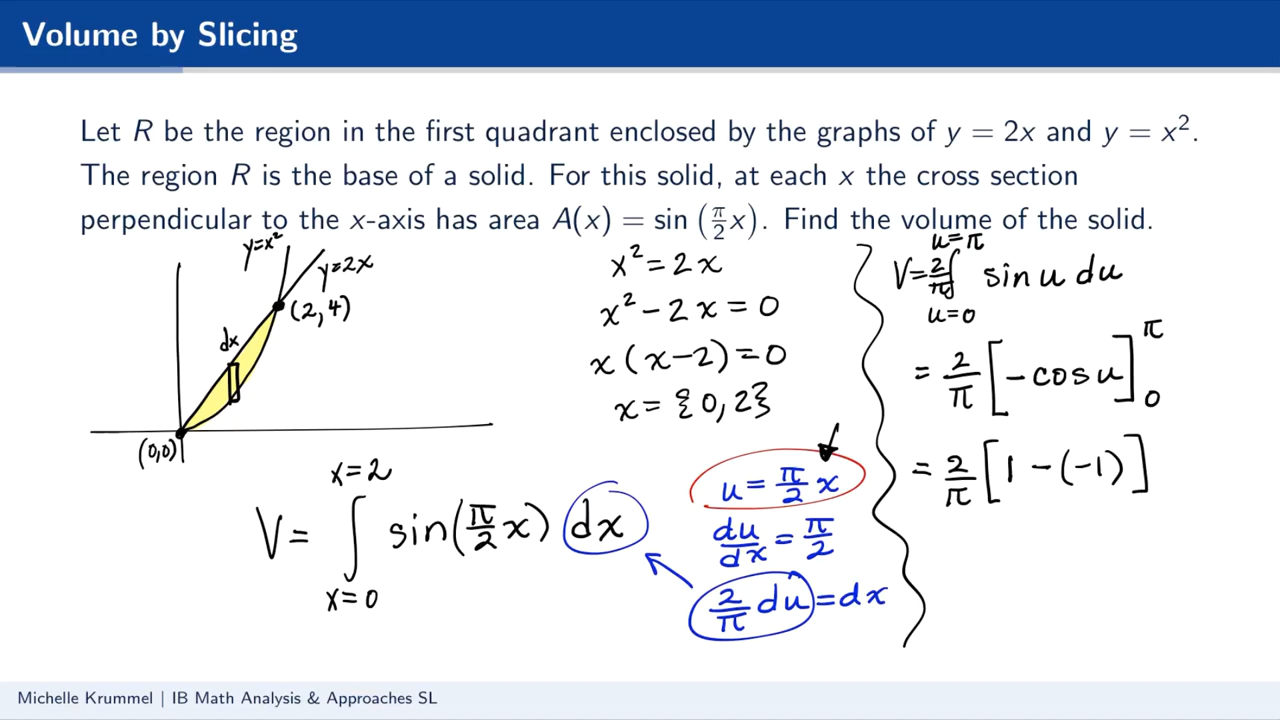 Volume by Slicing
Let R be the region in the first quadrant enclosed by the graphs of y = 2x and y = x².
The region R is the base of a solid. For this solid, at each x the cross section
perpendicular to the x-axis has area A(x) = sin (π/2 x). Find the volume of the solid.
y=x²
y=2x
(2,4)
dx
(0,0)
x²=2x
x²-2x=0
x(x-2)=0
x={0,2}
x=2
V= ∫ sin(π/2 x) dx
x=0
u=π/2 x
du/dx=π/2
2/π du=dx
u=π
V=2/π ∫ sin u du
u=0
= 2/π [-cos u] π 0
= 2/π [1-(-1)]
Michelle Krummel | IB Math Analysis & Approaches SL